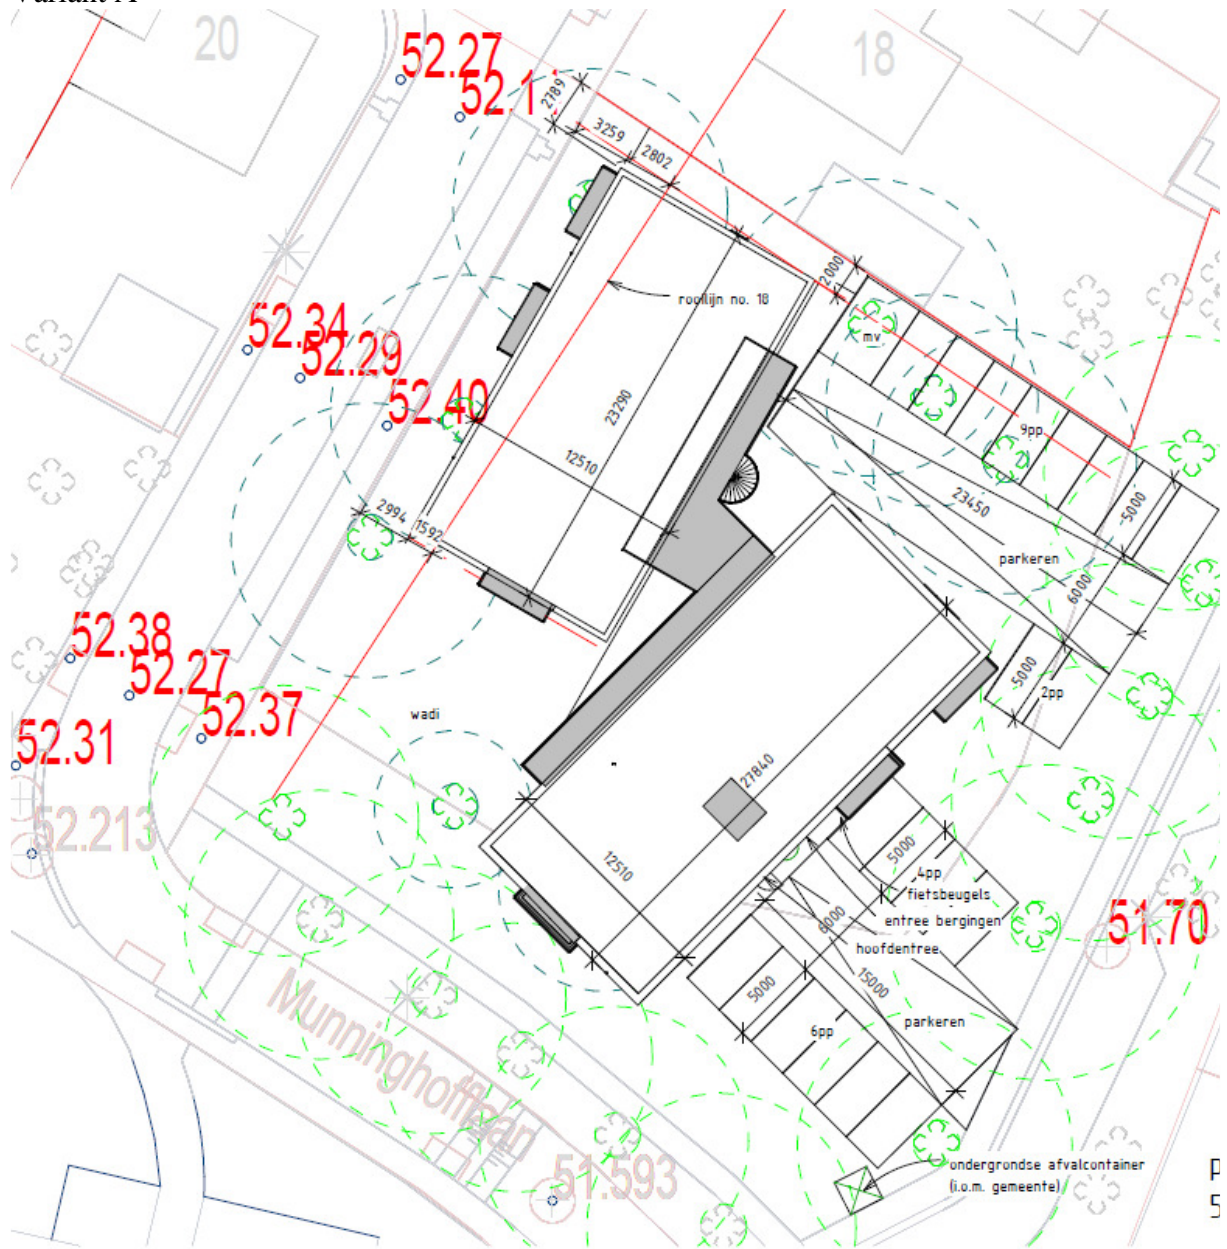 20
52.27
18
52.1
2789
3259
2802
2000
rooilijn no. 18
52.34
52.29
mv
52.40
23290
9pp
12510
23450
5000
2994
1592
parkeren
6000
52.38
5000
52.27
2pp
52.37
wadi
52.31
27840
52.213
5000
12510
4pp
fietsbeugels
entree bergingen
6000
51.70
hoofdentree
5000
15000
parkeren
6pp
Munninghofflaan
ondergrondse afvalcontainer
(i.o.m. gemeente)
51.593